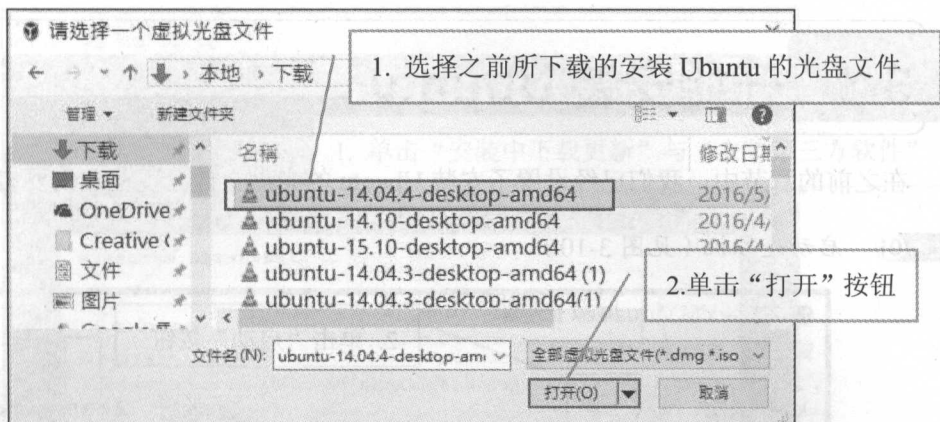 请选择一个虚拟光盘文件
1. 选择之前所下载的安装 Ubuntu 的光盘文件
本地 › 下载
管理 新建文件夹
下载
桌面
OneDrive
Creative
文件
图片
名稱 修改日期
ubuntu-14.04.4-desktop-amd64 2016/5/
ubuntu-14.10-desktop-amd64 2016/4/
ubuntu-15.10-desktop-amd64 2016/4
ubuntu-14.04.3-desktop-amd64 (1)
ubuntu-14.04.3-desktop-amd64(1)
2.单击“打开”按钮
文件名(N): ubuntu-14.04.4-desktop-am 全部虚拟光盘文件(*.dmg *.iso
打开(O) 取消